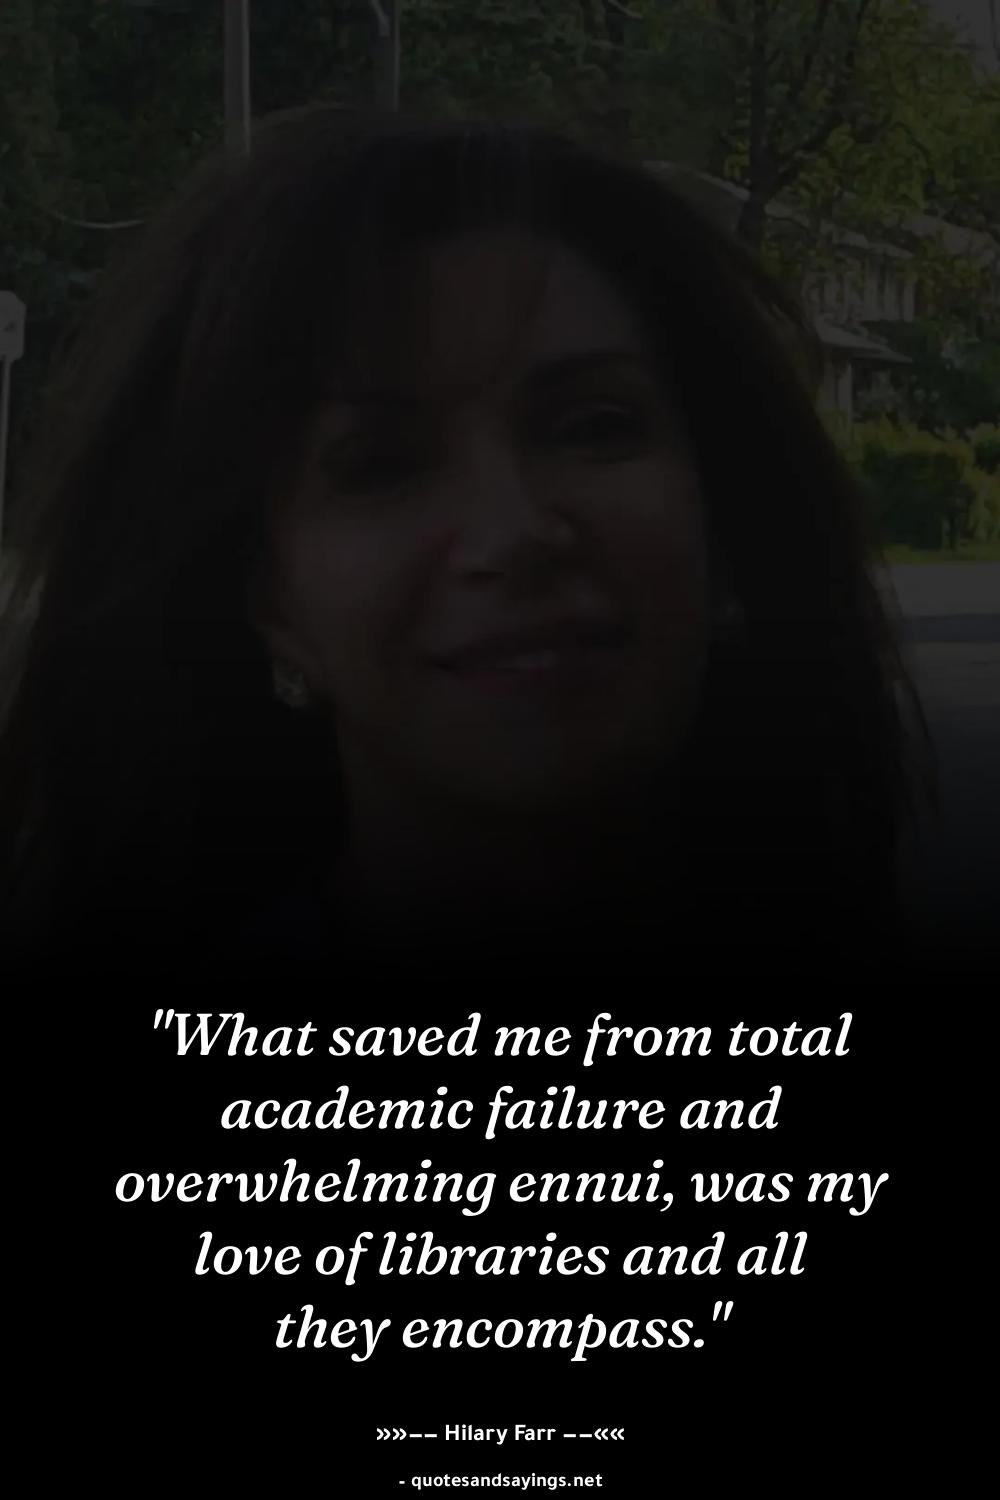 "What saved me from total
academic failure and
overwhelming ennui, was my
love of libraries and all
they encompass."
»»—— Hilary Farr ——««
- quotesandsayings.net